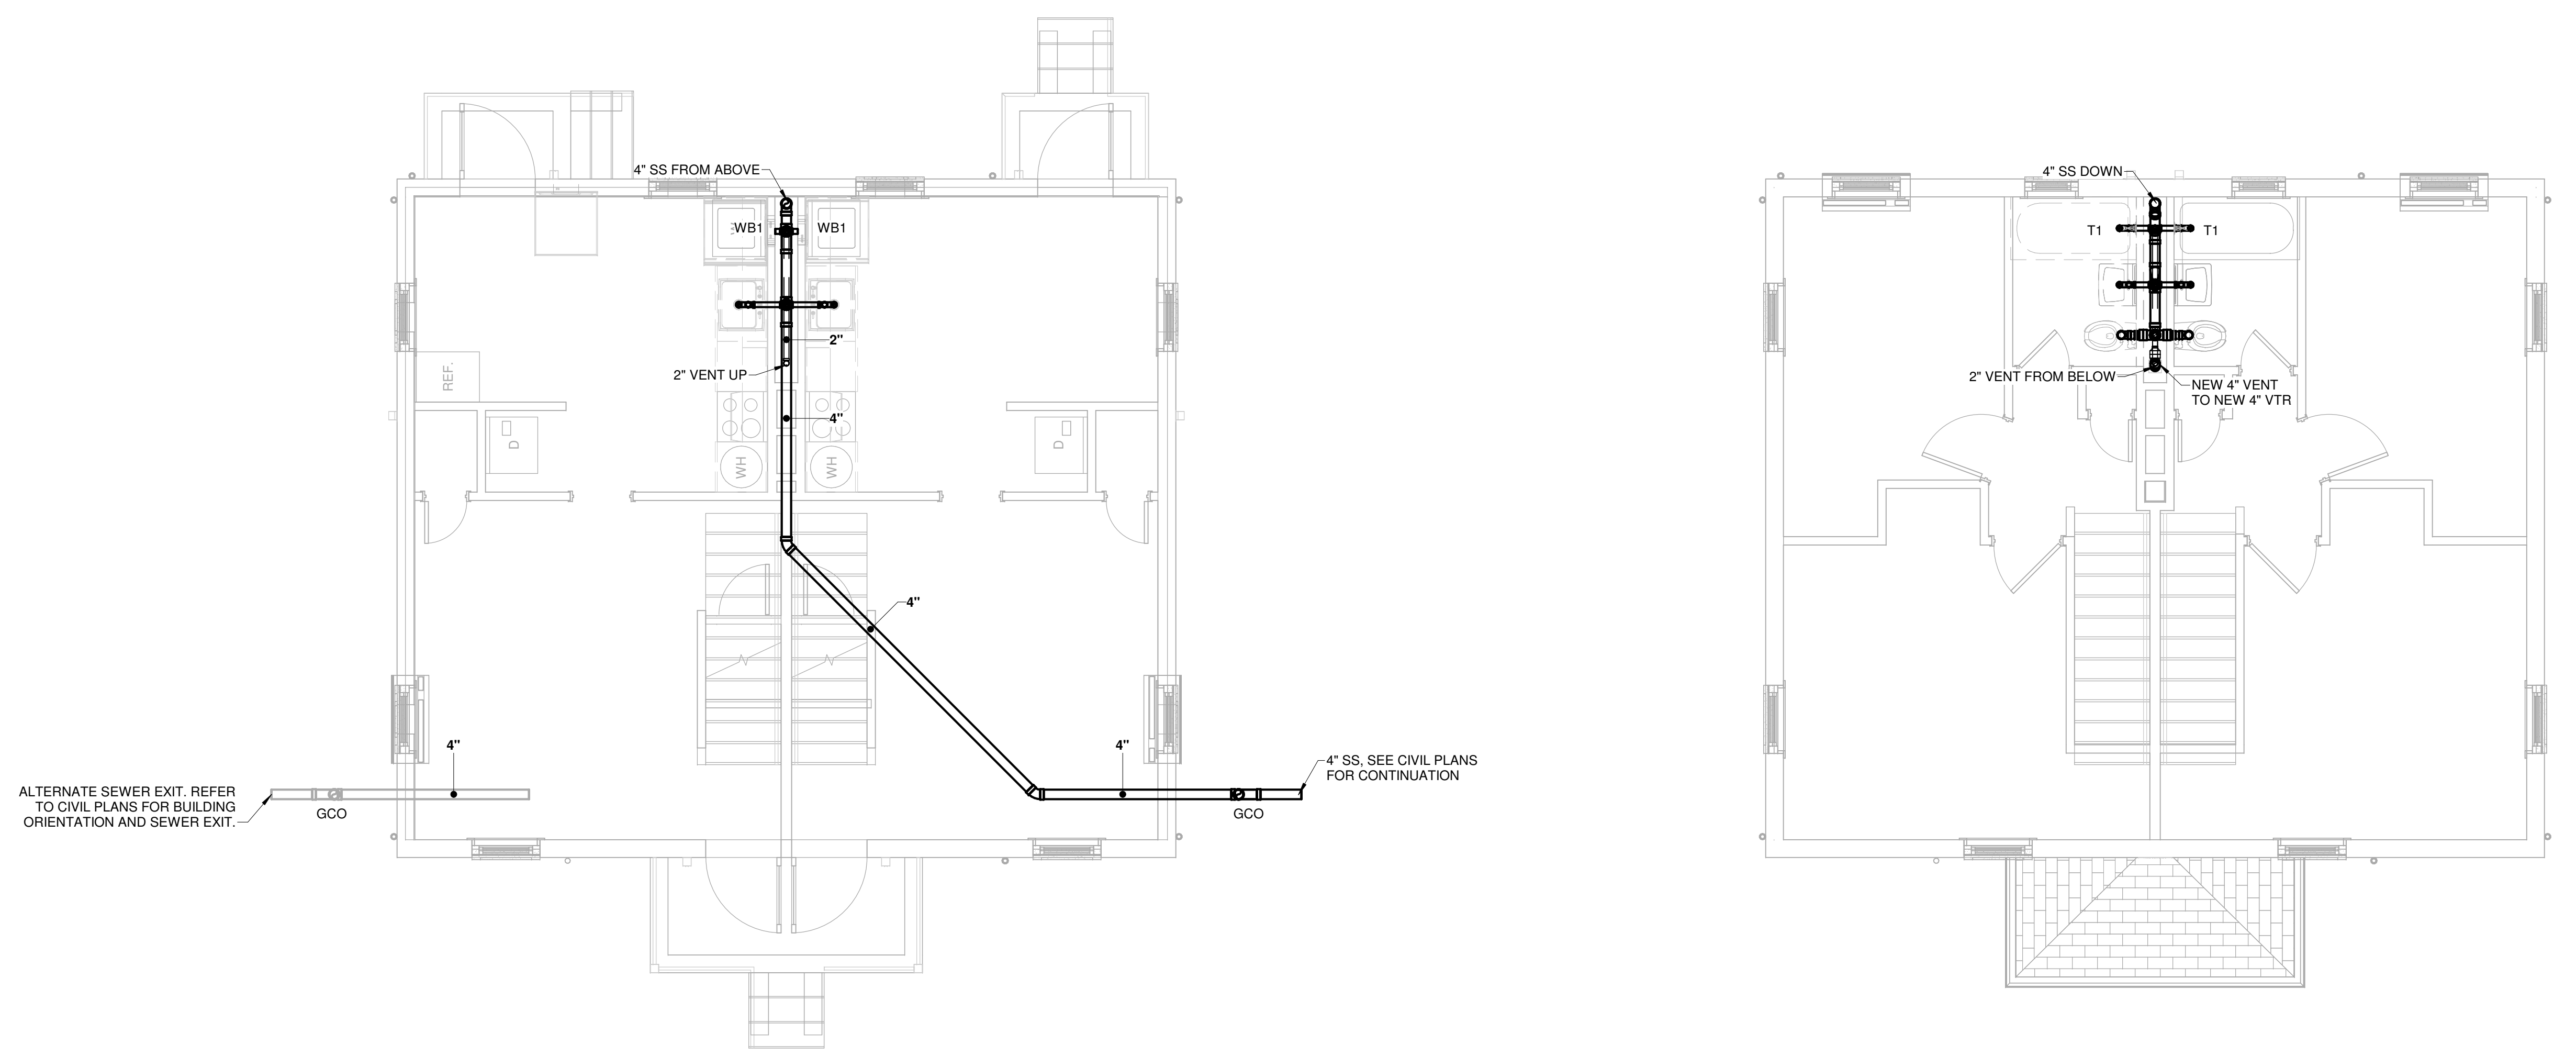 4" SS FROM ABOVE
WB1
WB1
2"
2" VENT UP
4"
REF.
D
D
WH
WH
4"
4"
4"
ALTERNATE SEWER EXIT. REFER
TO CIVIL PLANS FOR BUILDING
ORIENTATION AND SEWER EXIT.
GCO
GCO
4" SS, SEE CIVIL PLANS
FOR CONTINUATION
4" SS DOWN
T1
T1
2" VENT FROM BELOW
NEW 4" VENT
TO NEW 4" VTR